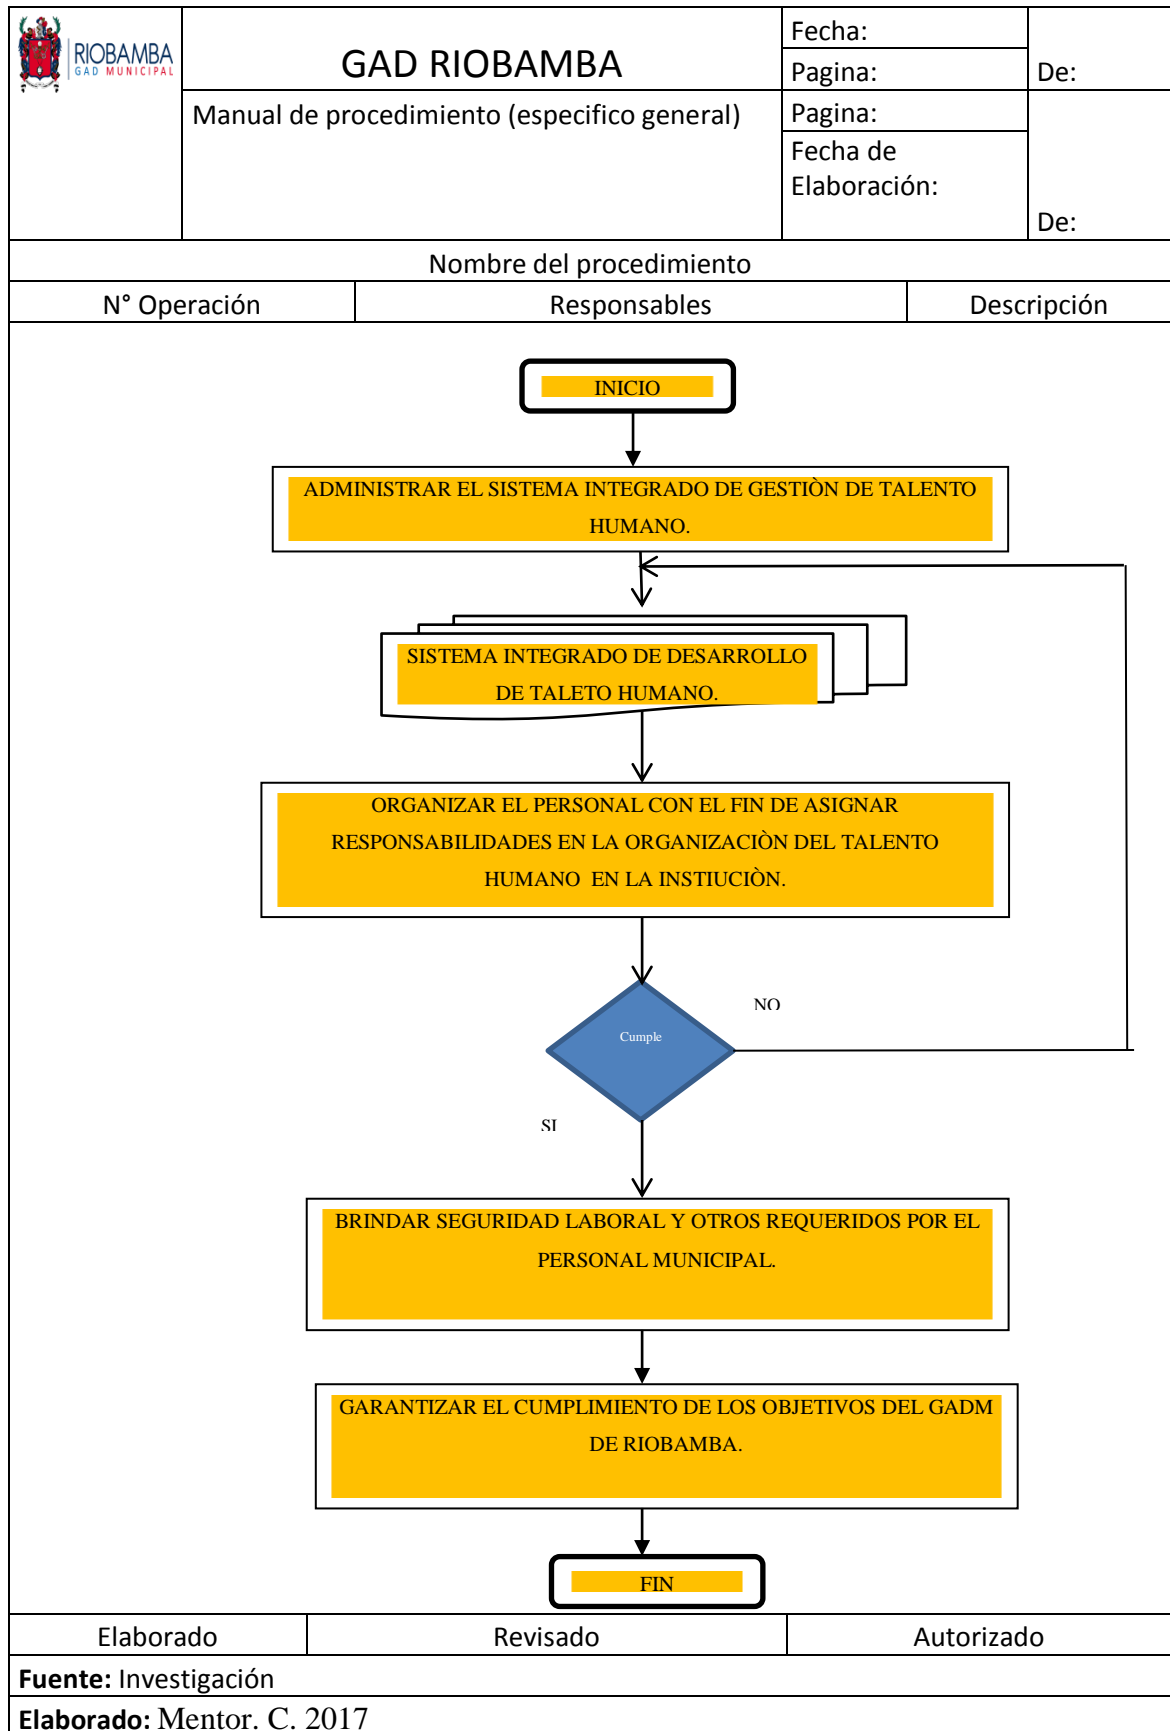 RIOBAMBA
GAD MUNICIPAL
GAD RIOBAMBA
Fecha:
Pagina:
De:
Manual de procedimiento (especifico general)
Pagina:
Fecha de
Elaboración:
De:
Nombre del procedimiento
N° Operación
Responsables
Descripción
INICIO
ADMINISTRAR EL SISTEMA INTEGRADO DE GESTIÒN DE TALENTO
HUMANO.
SISTEMA INTEGRADO DE DESARROLLO
DE TALETO HUMANO.
ORGANIZAR EL PERSONAL CON EL FIN DE ASIGNAR
RESPONSABILIDADES EN LA ORGANIZACIÒN DEL TALENTO
HUMANO  EN LA INSTIUCIÒN.
Cumple
NO
SI
BRINDAR SEGURIDAD LABORAL Y OTROS REQUERIDOS POR EL
PERSONAL MUNICIPAL.
GARANTIZAR EL CUMPLIMIENTO DE LOS OBJETIVOS DEL GADM
DE RIOBAMBA.
FIN
Elaborado
Revisado
Autorizado
Fuente: Investigación
Elaborado: Mentor. C. 2017